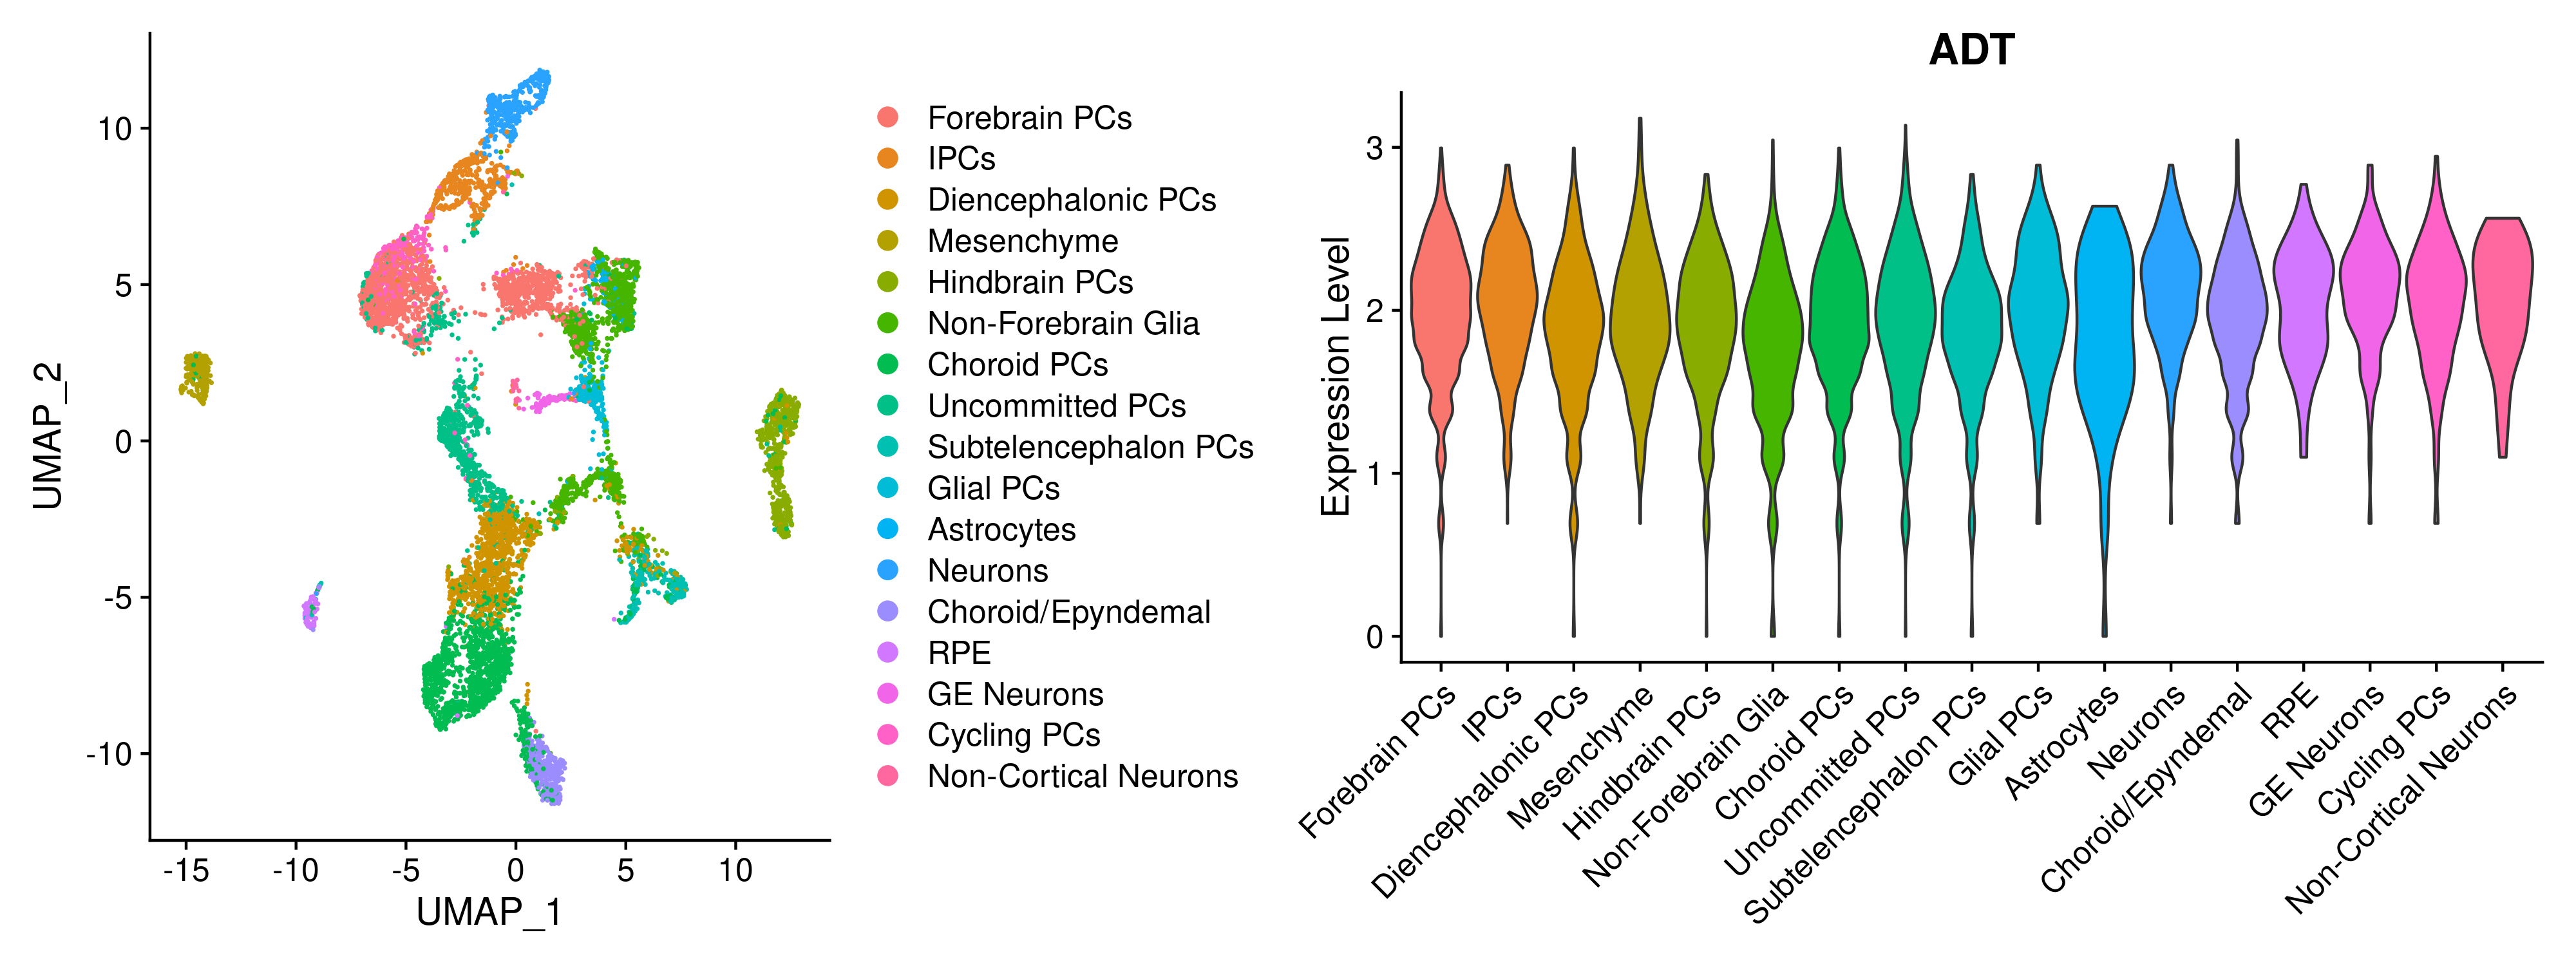 UMAP_2
10
5
0
-5
-10
-15
-10
-5
0
5
10
UMAP_1
Forebrain PCs
IPCs
Diencephalonic PCs
Mesenchyme
Hindbrain PCs
Non-Forebrain Glia
Choroid PCs
Uncommitted PCs
Subtelencephalon PCs
Glial PCs
Astrocytes
Neurons
Choroid/Epyndemal
RPE
GE Neurons
Cycling PCs
Non-Cortical Neurons
ADT
Expression Level
3
2
1
0
Forebrain PCs
IPCs
Diencephalonic PCs
Mesenchyme
Hindbrain PCs
Non-Forebrain Glia
Choroid PCs
Uncommitted PCs
Subtelencephalon PCs
Glial PCs
Astrocytes
Neurons
Choroid/Epyndemal
RPE
GE Neurons
Cycling PCs
Non-Cortical Neurons